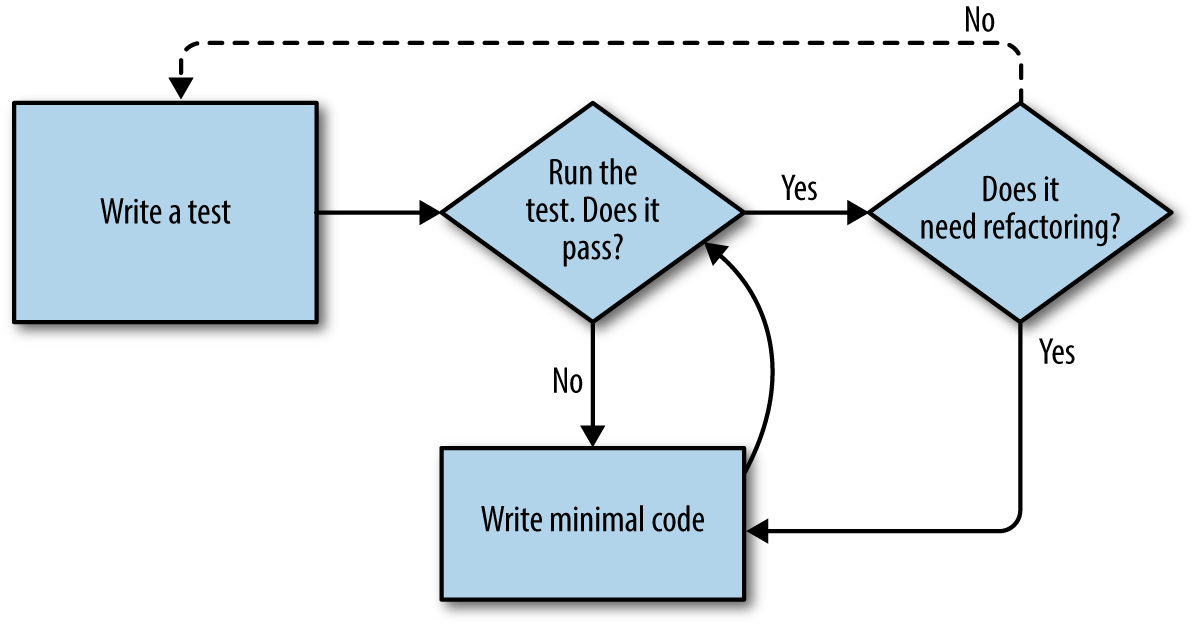 No
Write a test
Run the
test. Does it
pass?
Yes
Does it
need refactoring?
No
Yes
Write minimal code